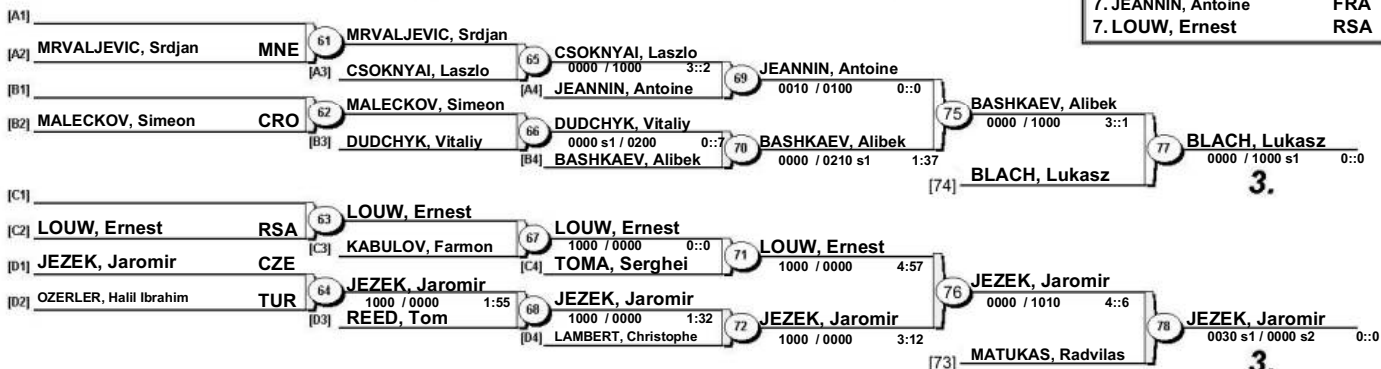 7. JEANNIN, Antoine FRA
7. LOUW, Ernest RSA
[A1]
[A2] MRVALJEVIC, Srdjan MNE
61 MRVALJEVIC, Srdjan
[A3] CSOKNYAI, Laszlo
65 CSOKNYAI, Laszlo
0000 / 1000 3::2
[A4] JEANNIN, Antoine
69 JEANNIN, Antoine
0010 / 0100 0::0
[B1]
[B2] MALECKOV, Simeon CRO
62 MALECKOV, Simeon
[B3] DUDCHYK, Vitaliy
66 DUDCHYK, Vitaliy
0000 s1 / 0200 0::7
[B4] BASHKAEV, Alibek
70 BASHKAEV, Alibek
0000 / 0210 s1 1:37
75 BASHKAEV, Alibek
0000 / 1000 3::1
[74] BLACH, Lukasz
77 BLACH, Lukasz
0000 / 1000 s1 0::0
3.
[C1]
[C2] LOUW, Ernest RSA
63 LOUW, Ernest
[C3] KABULOV, Farmon
67 LOUW, Ernest
1000 / 0000 0::0
[C4] TOMA, Serghei
71 LOUW, Ernest
1000 / 0000 4:57
[D1] JEZEK, Jaromir CZE
[D2] OZERLER, Halil Ibrahim TUR
64 JEZEK, Jaromir
1000 / 0000 1:55
[D3] REED, Tom
68 JEZEK, Jaromir
1000 / 0000 1:32
[D4] LAMBERT, Christophe
72 JEZEK, Jaromir
1000 / 0000 3:12
76 JEZEK, Jaromir
0000 / 1010 4::6
[73] MATUKAS, Radvilas
78 JEZEK, Jaromir
0030 s1 / 0000 s2 0::0
3.